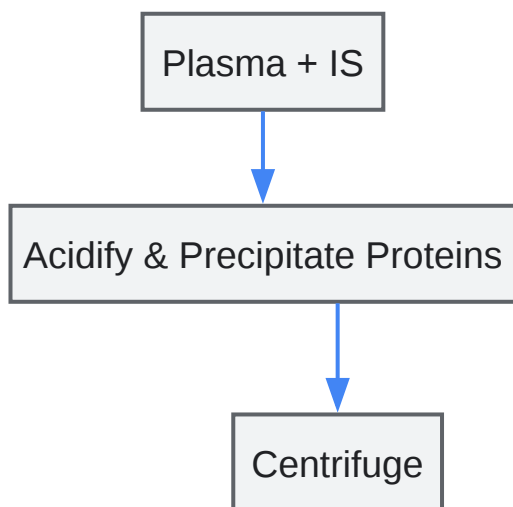 Plasma + IS
Acidify & Precipitate Proteins
Centrifuge